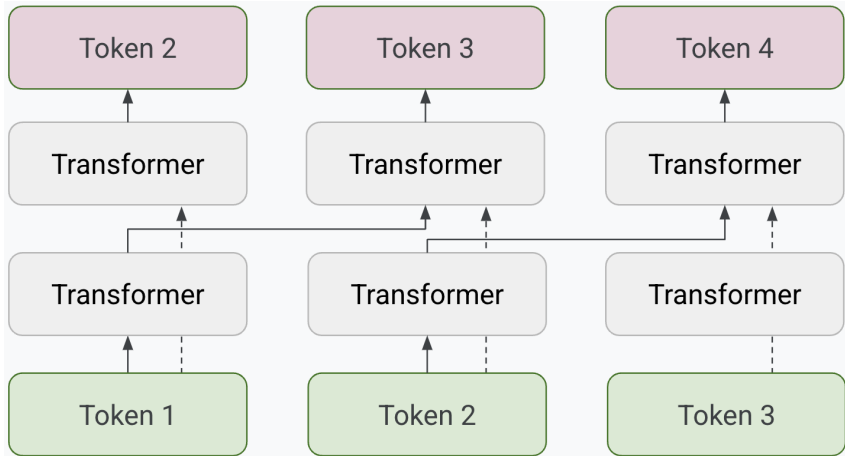 Token 2
Token 3
Token 4
Transformer
Transformer
Transformer
Transformer
Transformer
Transformer
Token 1
Token 2
Token 3